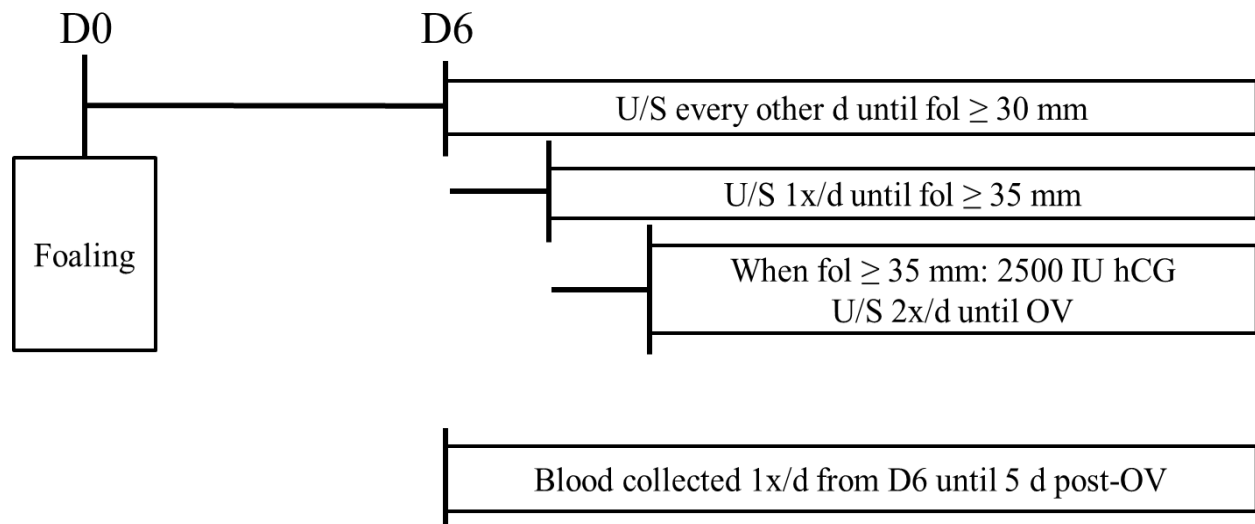 D0
D6
U/S every other d until fol ≥ 30 mm
U/S 1x/d until fol ≥ 35 mm
Foaling
When fol ≥ 35 mm: 2500 IU hCG
U/S 2x/d until OV
Blood collected 1x/d from D6 until 5 d post-OV